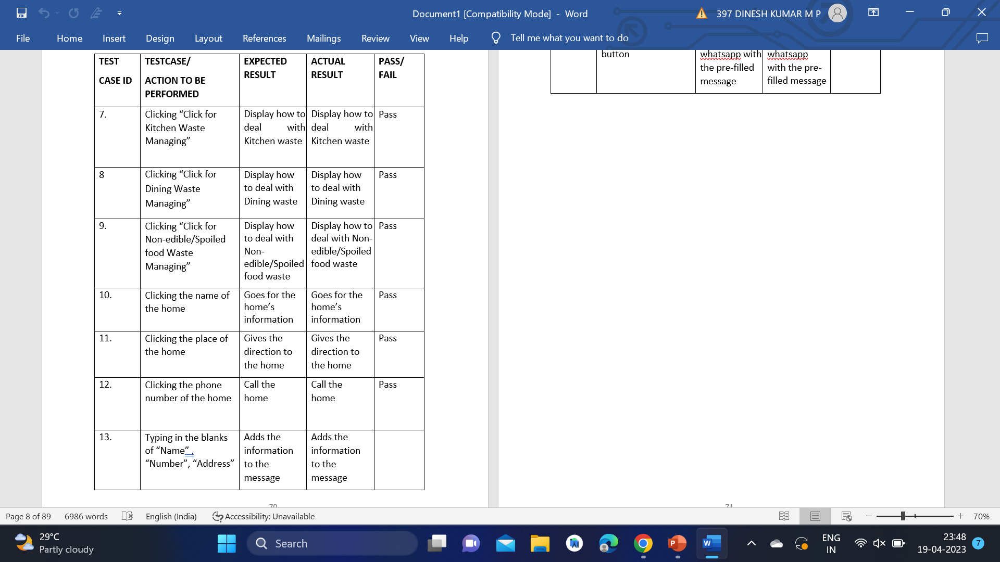 Document1 [Compatibility Mode] - Word
397 DINESH KUMAR M P
File Home Insert Design Layout References Mailings Review View Help Tell me what you want to do
TEST
CASE ID
TESTCASE/
ACTION TO BE
PERFORMED
EXPECTED
RESULT
ACTUAL
RESULT
PASS/
FAIL
7.
Clicking “Click for
Kitchen Waste
Managing”
Display how to
deal with
Kitchen waste
Display how to
deal with
Kitchen waste
Pass
8
Clicking “Click for
Dining Waste
Managing”
Display how
to deal with
Dining waste
Display how
to deal with
Dining waste
Pass
9.
Clicking “Click for
Non-edible/Spoiled
food Waste
Managing”
Display how
to deal with
Non-
edible/Spoiled
food waste
Display how to
deal with Non-
edible/Spoiled
food waste
Pass
10.
Clicking the name of
the home
Goes for the
home’s
information
Goes for the
home’s
information
Pass
11.
Clicking the place of
the home
Gives the
direction to
the home
Gives the
direction to
the home
Pass
12.
Clicking the phone
number of the home
Call the
home
Call the
home
Pass
13.
Typing in the blanks
of “Name” ,
“Number”, “Address”
Adds the
information
to the
message
Adds the
information
to the
message
70
button
whatsapp with
the pre-filled
message
whatsapp
with the pre-
filled message
71
Page 8 of 89 6986 words English (India) Accessibility: Unavailable 70%
29°C
Partly cloudy
Search
AI
P
W
ENG
IN
23:48
19-04-2023
7